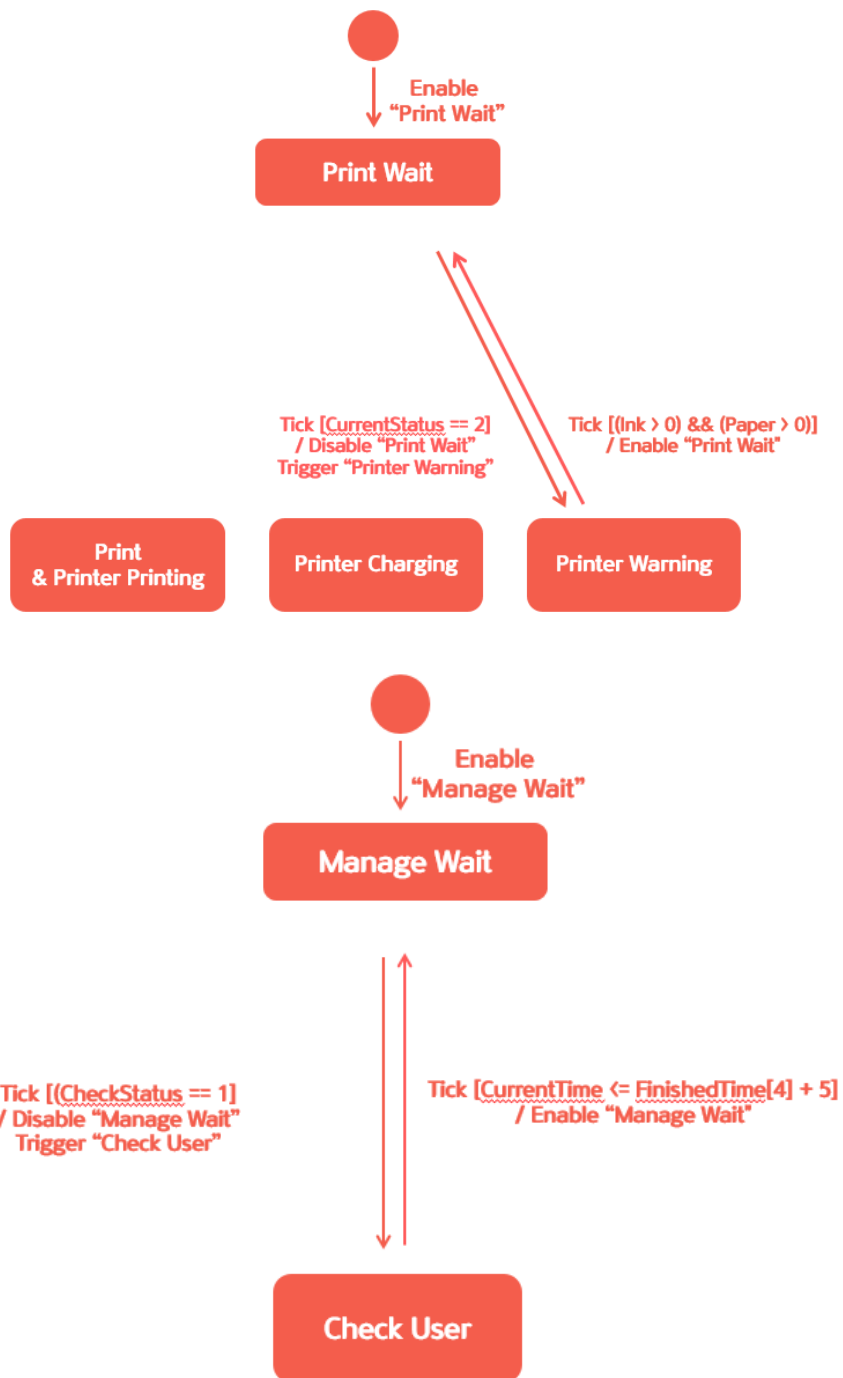 Enable
“Print Wait”
Print Wait
Tick [CurrentStatus == 2]
/ Disable “Print Wait”
Trigger “Printer Warning”
Tick [(Ink > 0) && (Paper > 0)]
/ Enable “Print Wait"
Print
& Printer Printing
Printer Charging
Printer Warning
Enable
“Manage Wait”
Manage Wait
Tick [(CheckStatus == 1]
/ Disable “Manage Wait”
Trigger “Check User”
Tick [CurrentTime <= FinishedTime[4] + 5]
/ Enable “Manage Wait"
Check User